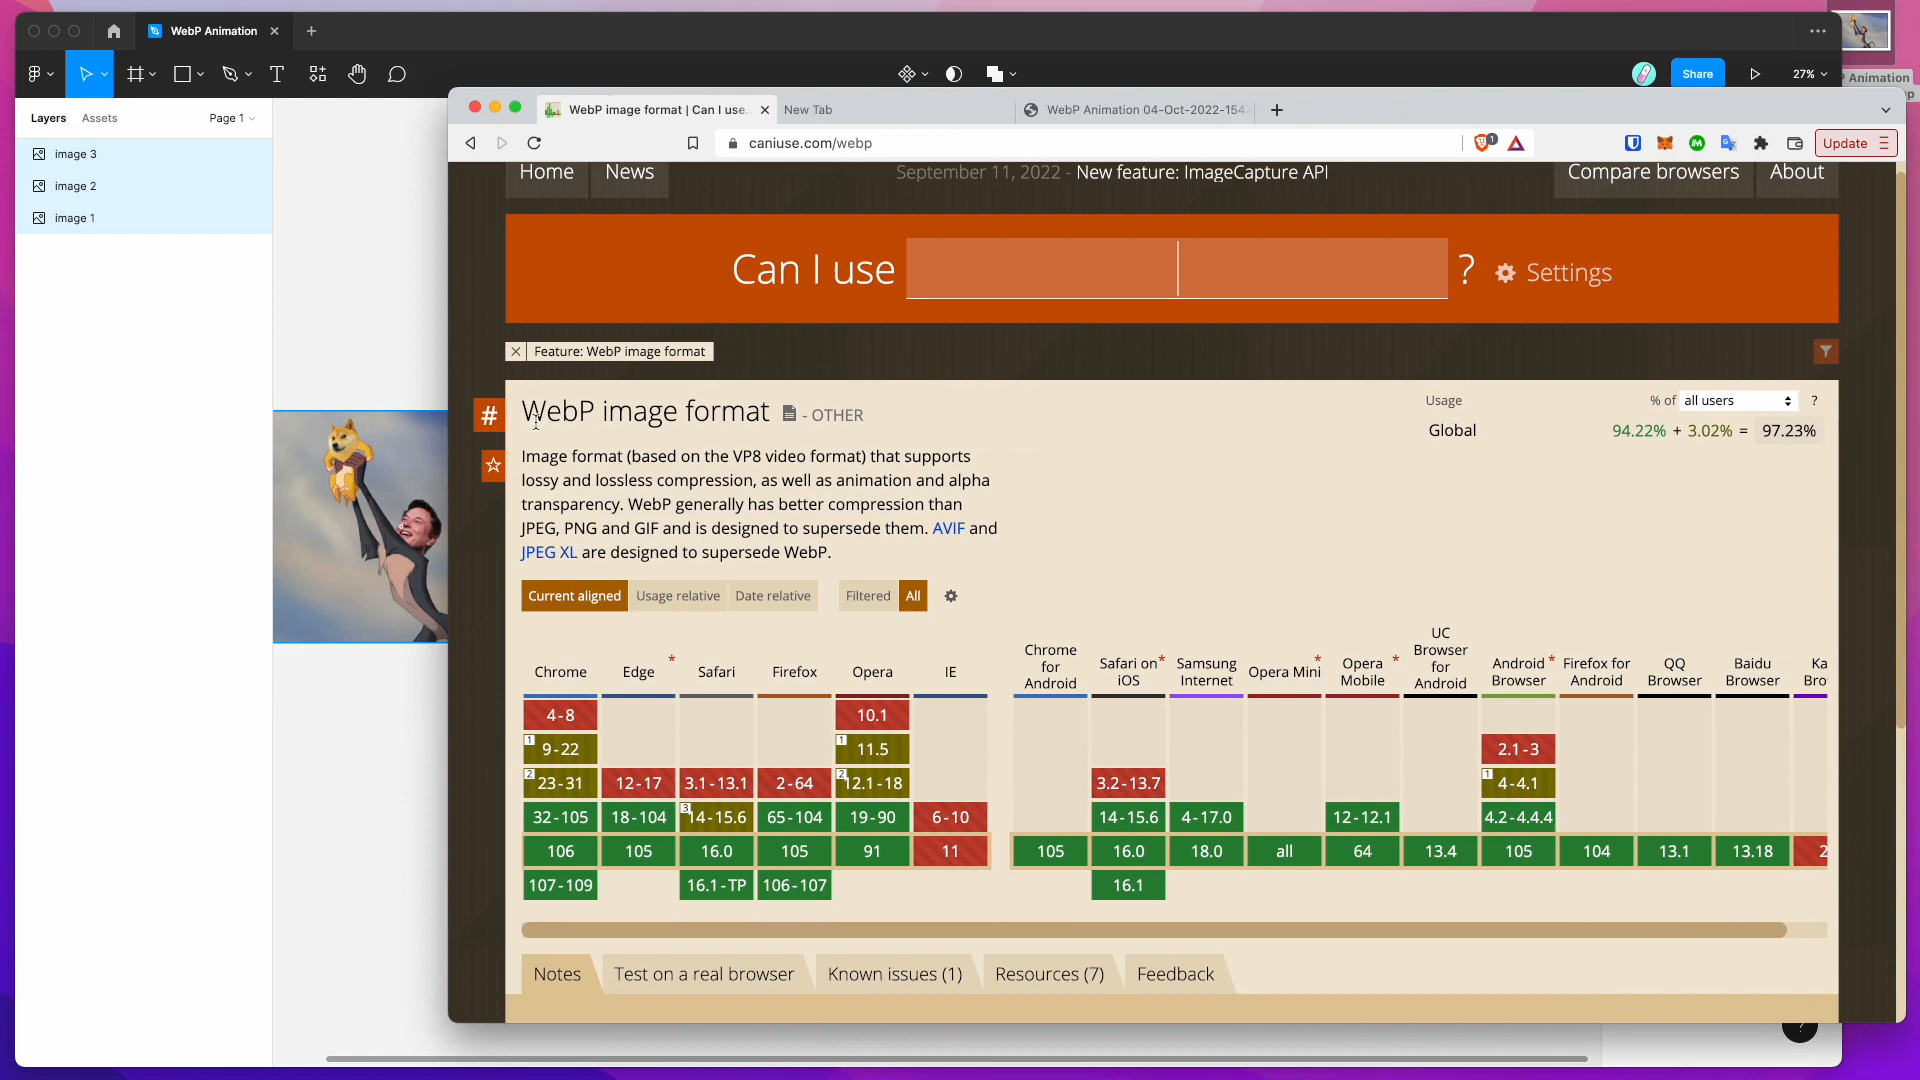 WebP Animation
Share
27%
P Animation
op
Layers
Assets
Page 1
image 3
image 2
image 1
WebP image format | Can I use...
New Tab
WebP Animation 04-Oct-2022-154
caniuse.com/webp
1
Update
Home
News
September 11, 2022 - New feature: ImageCapture API
Compare browsers
About
Can I use
?
Settings
Feature: WebP image format
#
WebP image format - OTHER
Usage
% of all users ?
Global
94.22% + 3.02% = 97.23%
Image format (based on the VP8 video format) that supports
lossy and lossless compression, as well as animation and alpha
transparency. WebP generally has better compression than
JPEG, PNG and GIF and is designed to supersede them. AVIF and
JPEG XL are designed to supersede WebP.
Current aligned
Usage relative
Date relative
Filtered
All
Chrome Edge * Safari Firefox Opera IE Chrome for Android Safari on iOS * Samsung Internet Opera Mini * Opera Mobile * UC Browser for Android Android Browser * Firefox for Android QQ Browser Baidu Browser Ka Bro
4-8 10.1
1 9-22 1 11.5 2.1-3
2 23-31 12-17 3.1-13.1 2-64 2 12.1-18 3.2-13.7 1 4-4.1
32-105 18-104 3 14-15.6 65-104 19-90 6-10 14-15.6 4-17.0 12-12.1 4.2-4.4.4
106 105 16.0 105 91 11 105 16.0 18.0 all 64 13.4 105 104 13.1 13.18 2
107-109 16.1-TP 106-107 16.1
Notes
Test on a real browser
Known issues (1)
Resources (7)
Feedback
?